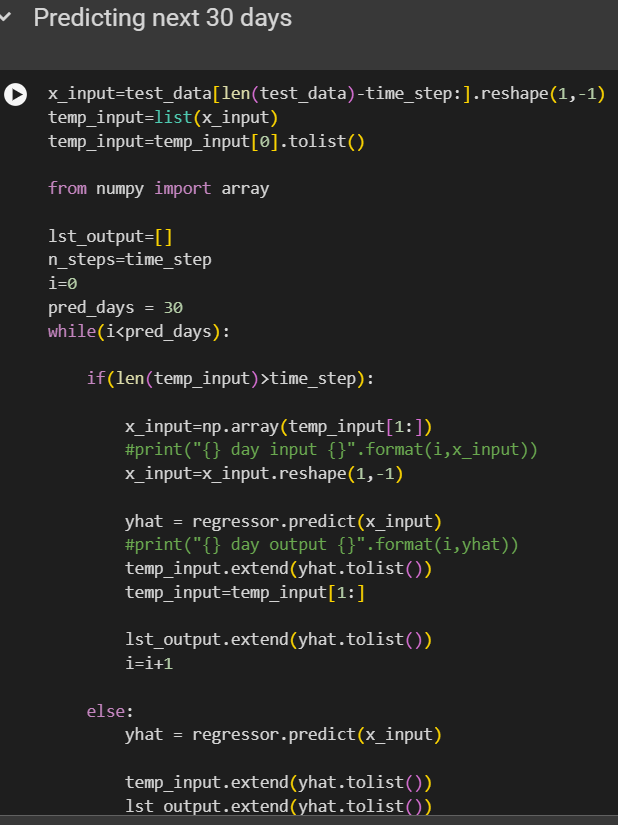 Predicting next 30 days
x_input=test_data[len(test_data)-time_step:].reshape(1,-1)
temp_input=list(x_input)
temp_input=temp_input[0].tolist()
from numpy import array
lst_output=[]
n_steps=time_step
i=0
pred_days = 30
while(i<pred_days):
if(len(temp_input)>time_step):
x_input=np.array(temp_input[1:])
#print("{} day input {}".format(i,x_input))
x_input=x_input.reshape(1,-1)
yhat = regressor.predict(x_input)
#print("{} day output {}".format(i,yhat))
temp_input.extend(yhat.tolist())
temp_input=temp_input[1:]
lst_output.extend(yhat.tolist())
i=i+1
else:
yhat = regressor.predict(x_input)
temp_input.extend(yhat.tolist())
lst_output.extend(yhat.tolist())